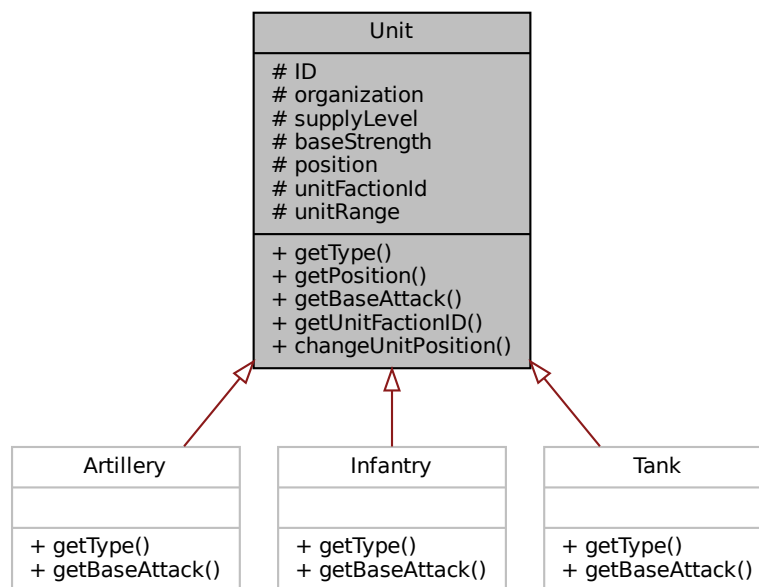 Unit
# ID
# organization
# supplyLevel
# baseStrength
# position
# unitFactionId
# unitRange
+ getType()
+ getPosition()
+ getBaseAttack()
+ getUnitFactionID()
+ changeUnitPosition()
Artillery
+ getType()
+ getBaseAttack()
Infantry
+ getType()
+ getBaseAttack()
Tank
+ getType()
+ getBaseAttack()